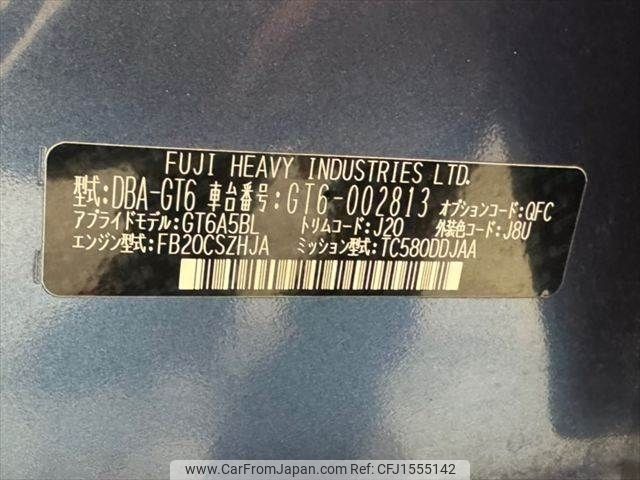 FUJI HEAVY INDUSTRIES LTD.
型式:DBA-GT6 車台番号:GT6-002813 オプションコード:QFC
アプライドモデル:GT6A5BL トリムコード:J20 外装色コード:J8U
エンジン型式:FB20CSZHJA ミッション型式:TC580DDJAA
www.carfromjapan.com - CFJ1555142